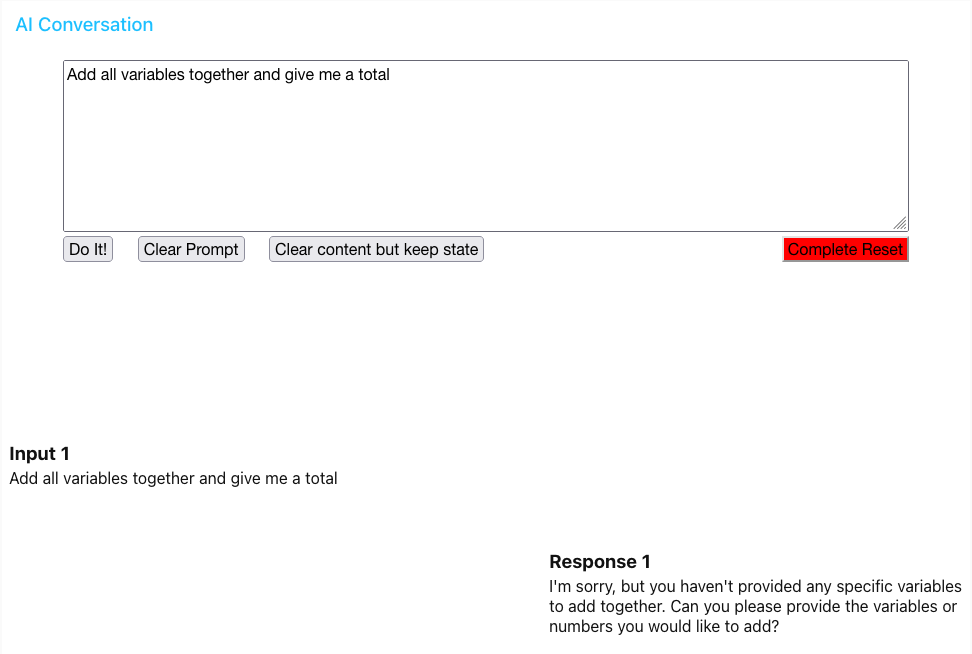 AI Conversation
Add all variables together and give me a total
Do It! Clear Prompt Clear content but keep state Complete Reset
Input 1
Add all variables together and give me a total
Response 1
I'm sorry, but you haven't provided any specific variables
to add together. Can you please provide the variables or
numbers you would like to add?